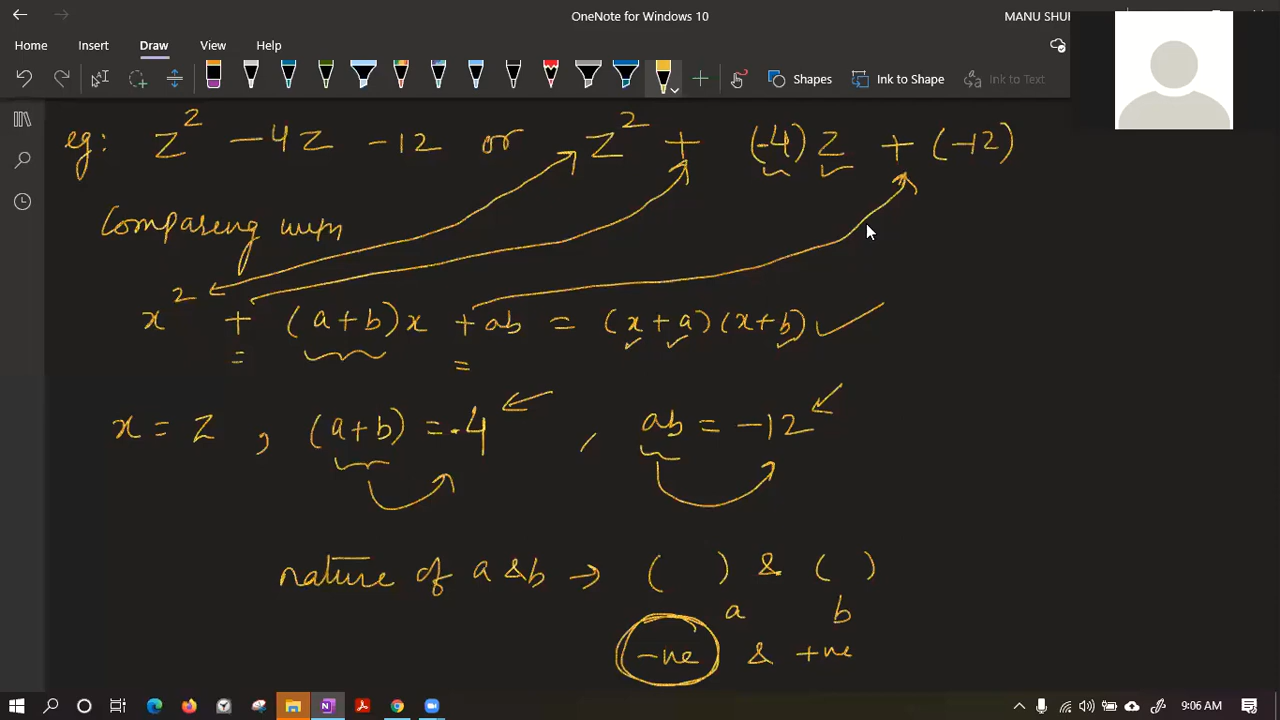 OneNote for Windows 10 MANU SHUK
Home Insert Draw View Help
Shapes Ink to Shape Ink to Text
eg: z² -4z -12 or z² + (-4)z + (-12)
Comparing with
x² + (a+b)x + ab = (x+a)(x+b)
x = z, (a+b) = -4, ab = -12
nature of a & b → ( ) & ( )
a b
-ve & +ve
9:06 AM